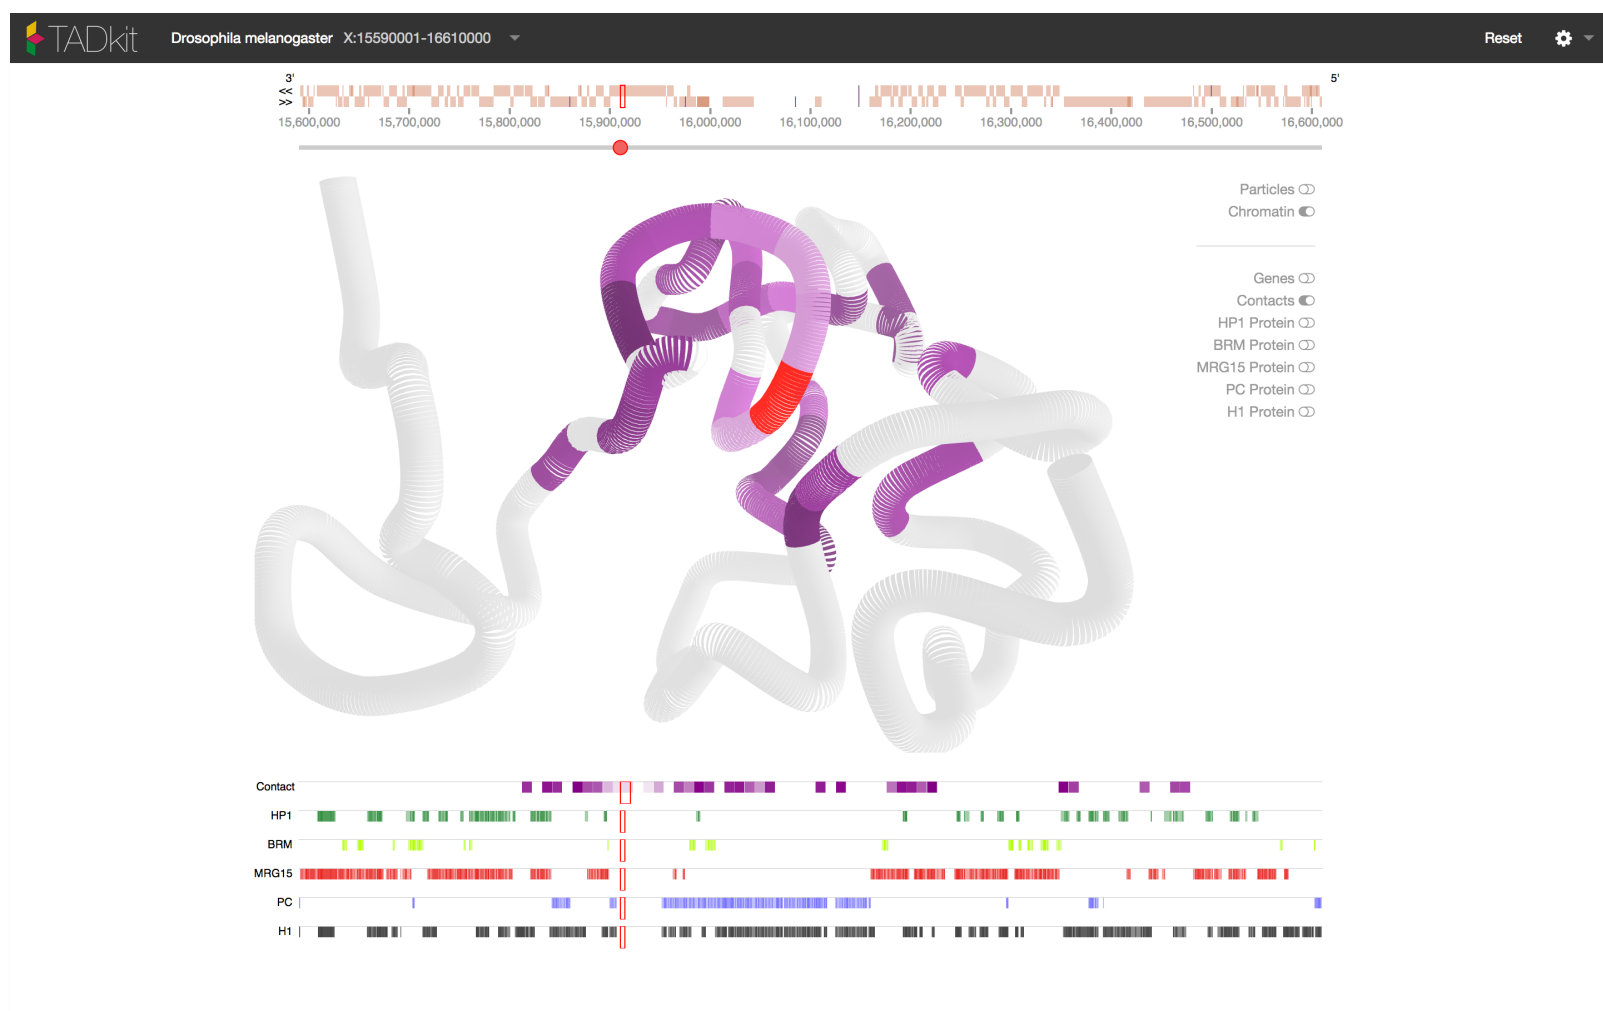 TADkit Drosophila melanogaster X:15590001-16610000 Reset
3' 5'
<<
>>
15,600,000 15,700,000 15,800,000 15,900,000 16,000,000 16,100,000 16,200,000 16,300,000 16,400,000 16,500,000 16,600,000
Particles
Chromatin
Genes
Contacts
HP1 Protein
BRM Protein
MRG15 Protein
PC Protein
H1 Protein
Contact
HP1
BRM
MRG15
PC
H1